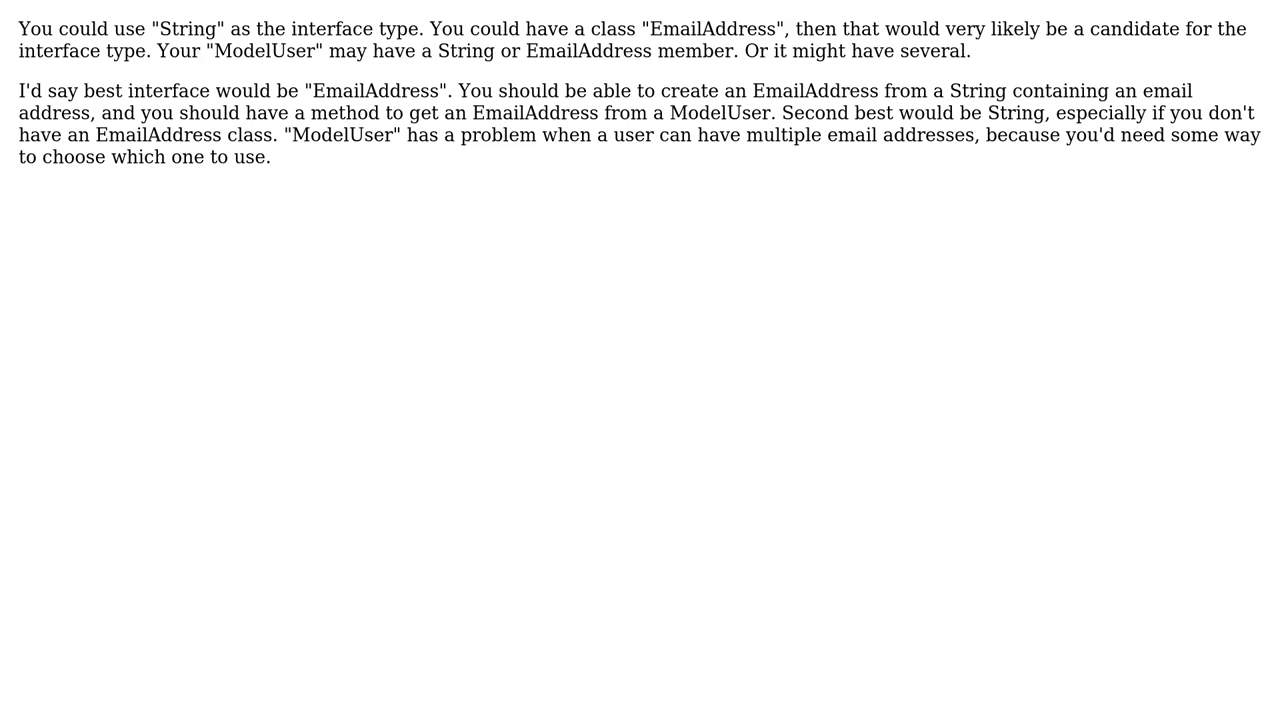 You could use "String" as the interface type. You could have a class "EmailAddress", then that would very likely be a candidate for the
interface type. Your "ModelUser" may have a String or EmailAddress member. Or it might have several.
I'd say best interface would be "EmailAddress". You should be able to create an EmailAddress from a String containing an email
address, and you should have a method to get an EmailAddress from a ModelUser. Second best would be String, especially if you don't
have an EmailAddress class. "ModelUser" has a problem when a user can have multiple email addresses, because you'd need some way
to choose which one to use.